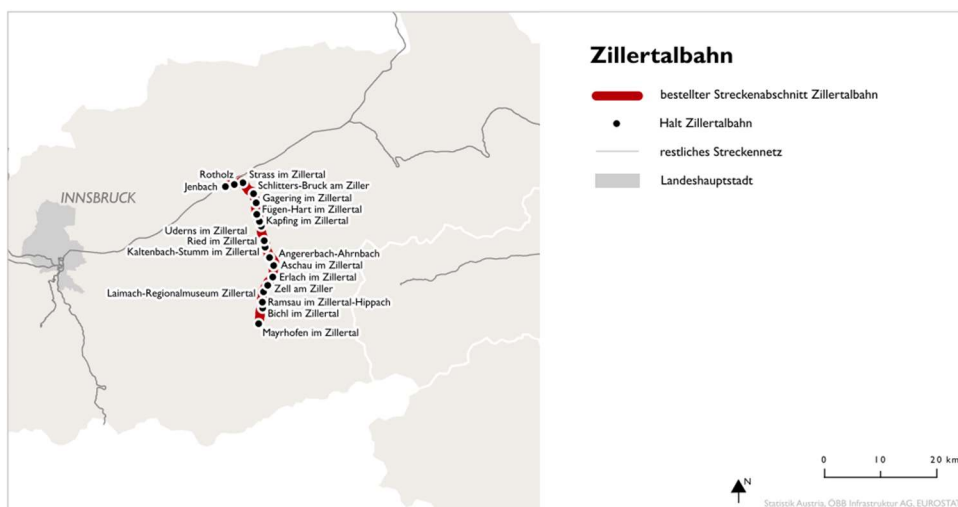 Zillertalbahn
bestellter Streckenabschnitt Zillertalbahn
Halt Zillertalbahn
restliches Streckennetz
Landeshauptstadt
INNSBRUCK
Rotholz
Strass im Zillertal
Jenbach
Schlitters-Bruck am Ziller
Gagering im Zillertal
Fügen-Hart im Zillertal
Kapfing im Zillertal
Uderns im Zillertal
Ried im Zillertal
Kaltenbach-Stumm im Zillertal
Angererbach-Ahrnbach
Aschau im Zillertal
Erlach im Zillertal
Zell am Ziller
Laimach-Regionalmuseum Zillertal
Ramsau im Zillertal-Hippach
Bichl im Zillertal
Mayrhofen im Zillertal
0 10 20 km
N
Statistik Austria, ÖBB Infrastruktur AG, EUROSTAT